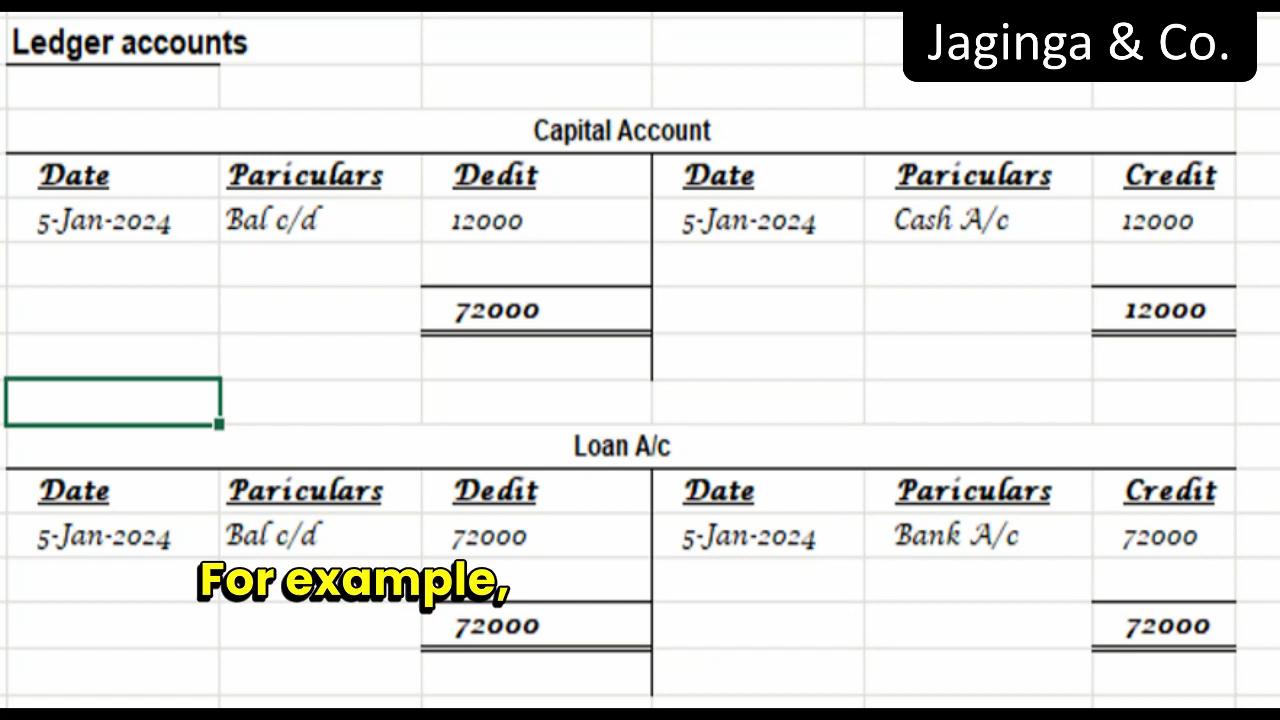 Ledger accounts
Jaginga & Co.
Capital Account
Date Pariculars Dedit Date Pariculars Credit
5-Jan-2024 Bal c/d 12000 5-Jan-2024 Cash A/c 12000
72000 12000
Loan A/c
Date Pariculars Dedit Date Pariculars Credit
5-Jan-2024 Bal c/d 72000 5-Jan-2024 Bank A/c 72000
For example,
72000 72000